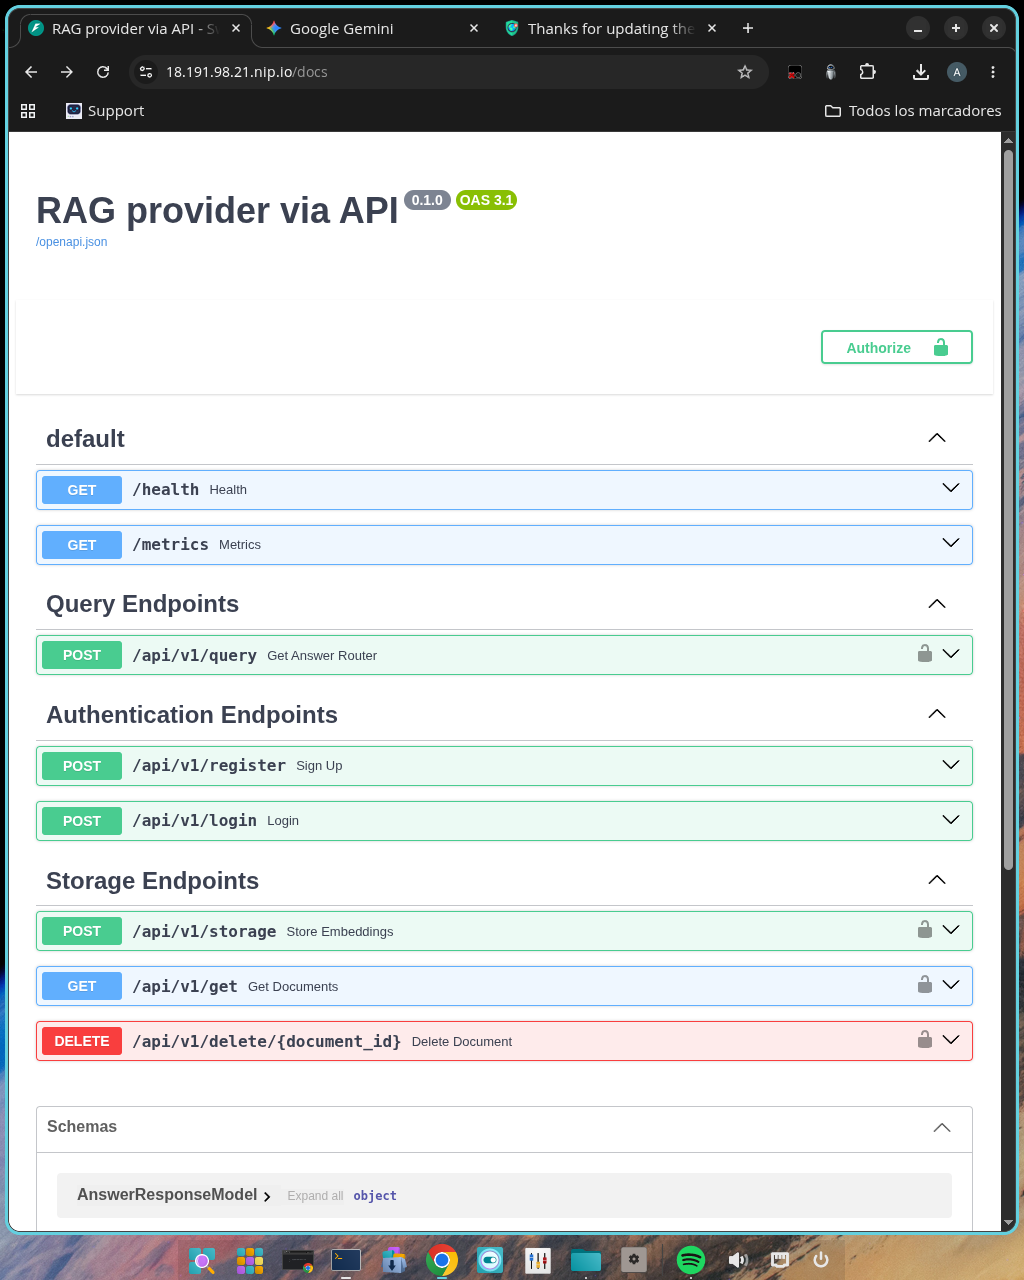 RAG provider via API - Sw
Google Gemini
Thanks for updating the
18.191.98.21.nip.io/docs
A
Support
Todos los marcadores
RAG provider via API 0.1.0 OAS 3.1
/openapi.json
Authorize
default
GET /health Health
GET /metrics Metrics
Query Endpoints
POST /api/v1/query Get Answer Router
Authentication Endpoints
POST /api/v1/register Sign Up
POST /api/v1/login Login
Storage Endpoints
POST /api/v1/storage Store Embeddings
GET /api/v1/get Get Documents
DELETE /api/v1/delete/{document_id} Delete Document
Schemas
AnswerResponseModel Expand all object